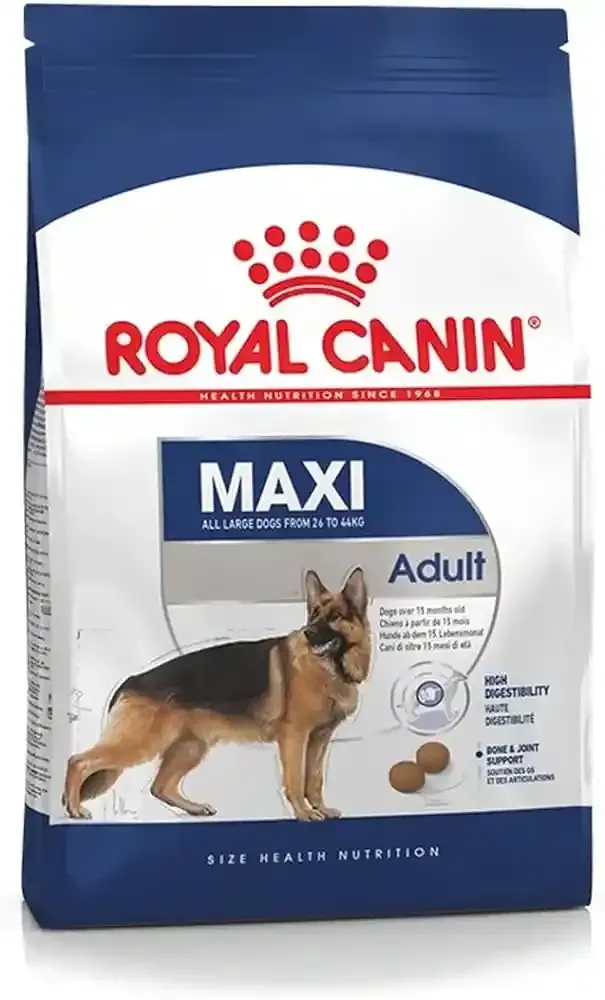 ROYAL CANIN®
HEALTH NUTRITION SINCE 1968
MAXI
ALL LARGE DOGS FROM 26 TO 44KG
Adult
Dogs over 15 months old
Chiens à partir de 15 mois
Hunde ab dem 15. Lebensmonat
Cani di oltre 15 mesi di età
HIGH
DIGESTIBILITY
HAUTE
DIGESTIBILITÉ
BONE & JOINT
SUPPORT
SOUTIEN DES OS
ET DES ARTICULATIONS
SIZE HEALTH NUTRITION